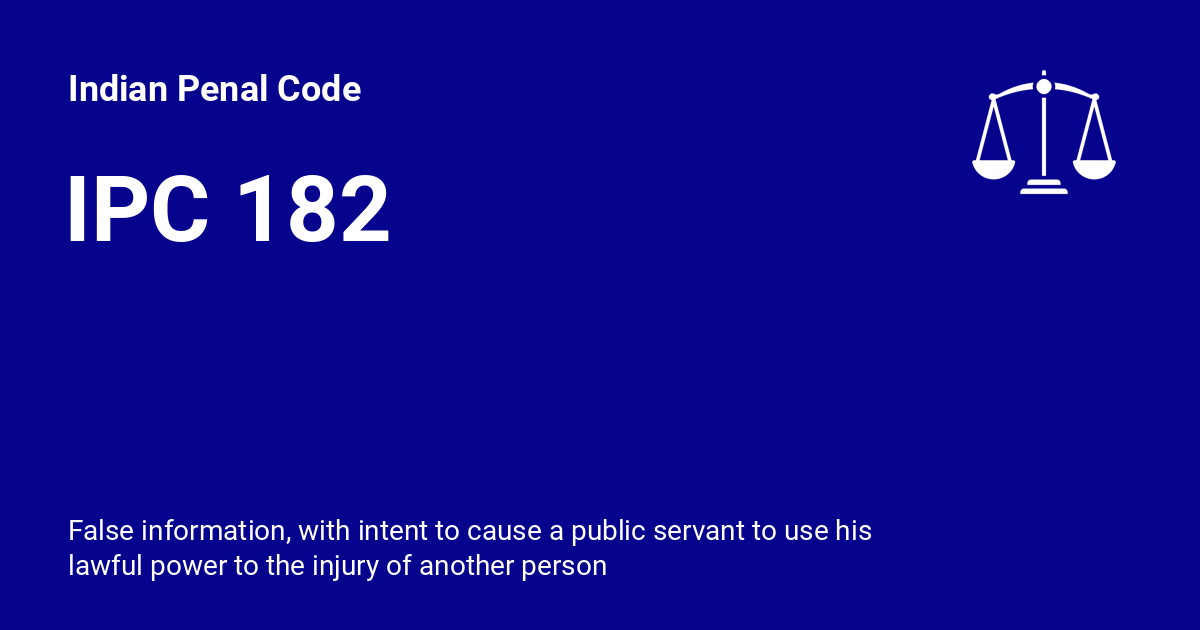 Indian Penal Code
IPC 182
False information, with intent to cause a public servant to use his
lawful power to the injury of another person